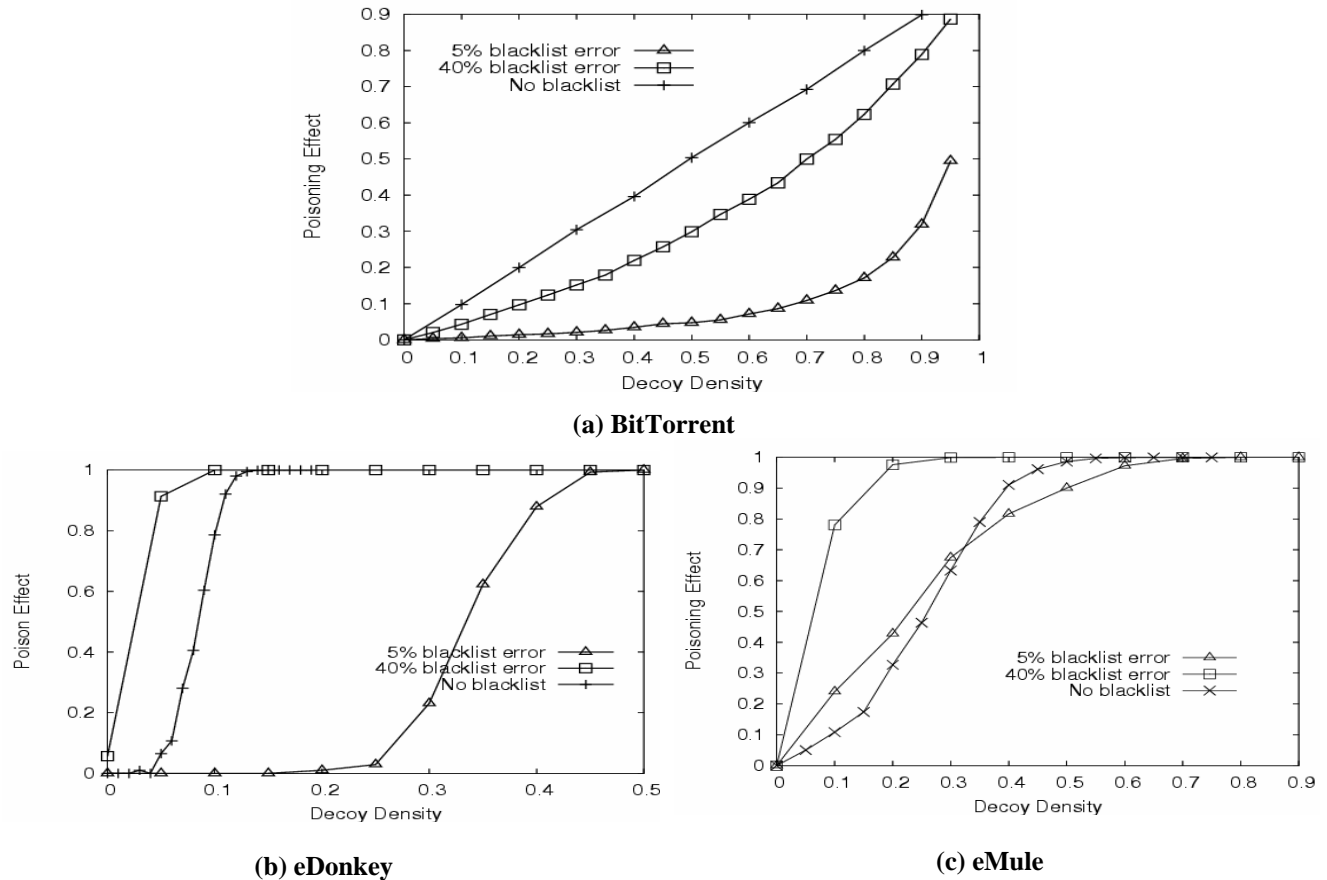 0.9
0.8
0.7
0.6
0.5
0.4
0.3
0.2
0.1
0
Poisoning Effect
5% blacklist error
40% blacklist error
No blacklist
0 0.1 0.2 0.3 0.4 0.5 0.6 0.7 0.8 0.9 1
Decoy Density
(a) BitTorrent
1
0.8
0.6
0.4
0.2
0
Poison Effect
5% blacklist error
40% blacklist error
No blacklist
0 0.1 0.2 0.3 0.4 0.5
Decoy Density
(b) eDonkey
1
0.9
0.8
0.7
0.6
0.5
0.4
0.3
0.2
0.1
0
Poisoning Effect
5% blacklist error
40% blacklist error
No blacklist
0 0.1 0.2 0.3 0.4 0.5 0.6 0.7 0.8 0.9
Decoy Density
(c) eMule